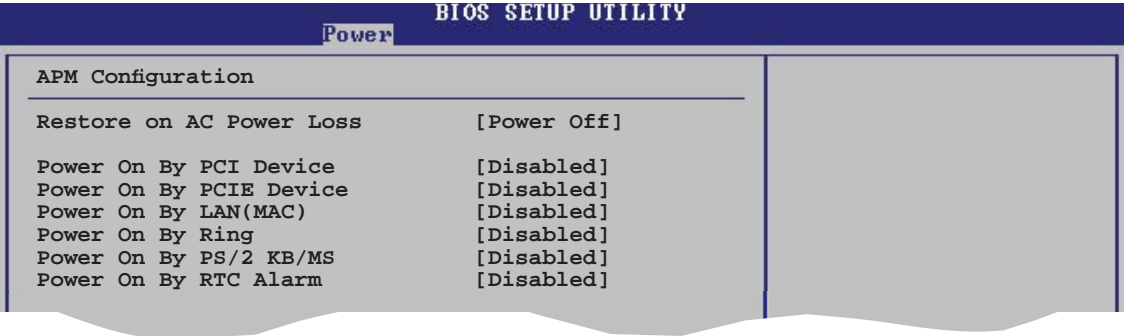 BIOS SETUP UTILITY
Power
APM Configuration
Restore on AC Power Loss [Power Off]
Power On By PCI Device [Disabled]
Power On By PCIE Device [Disabled]
Power On By LAN(MAC) [Disabled]
Power On By Ring [Disabled]
Power On By PS/2 KB/MS [Disabled]
Power On By RTC Alarm [Disabled]